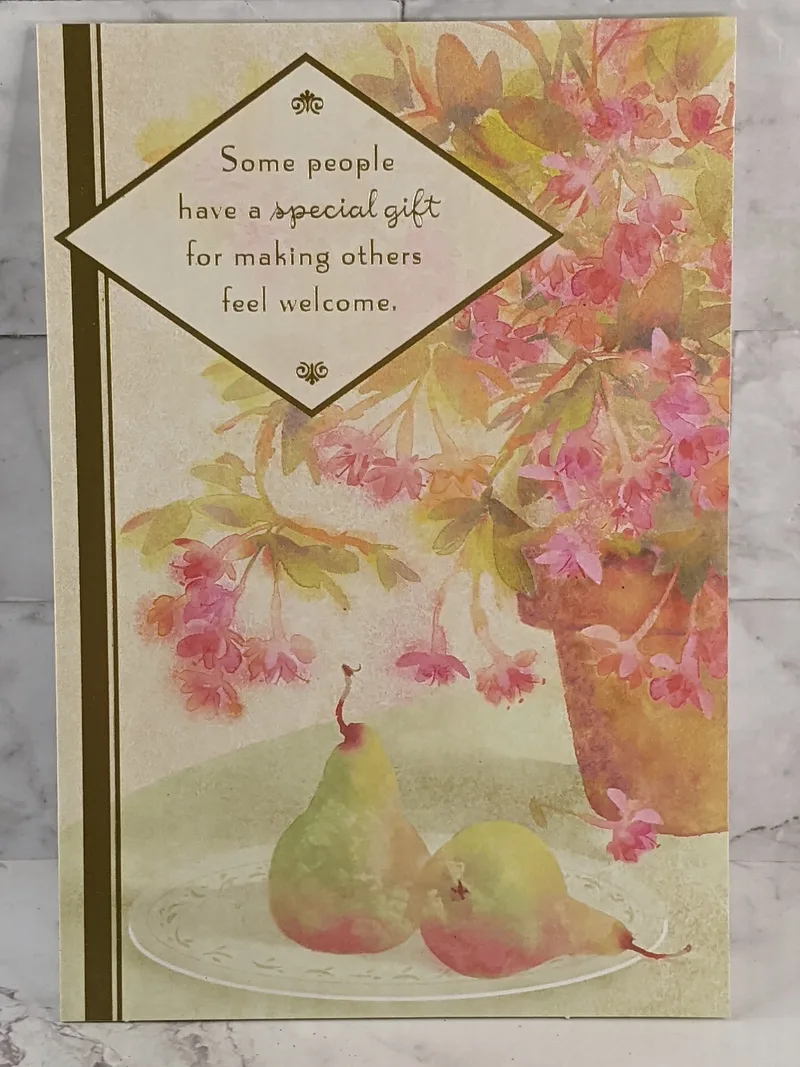 Some people
have a special gift
for making others
feel welcome.